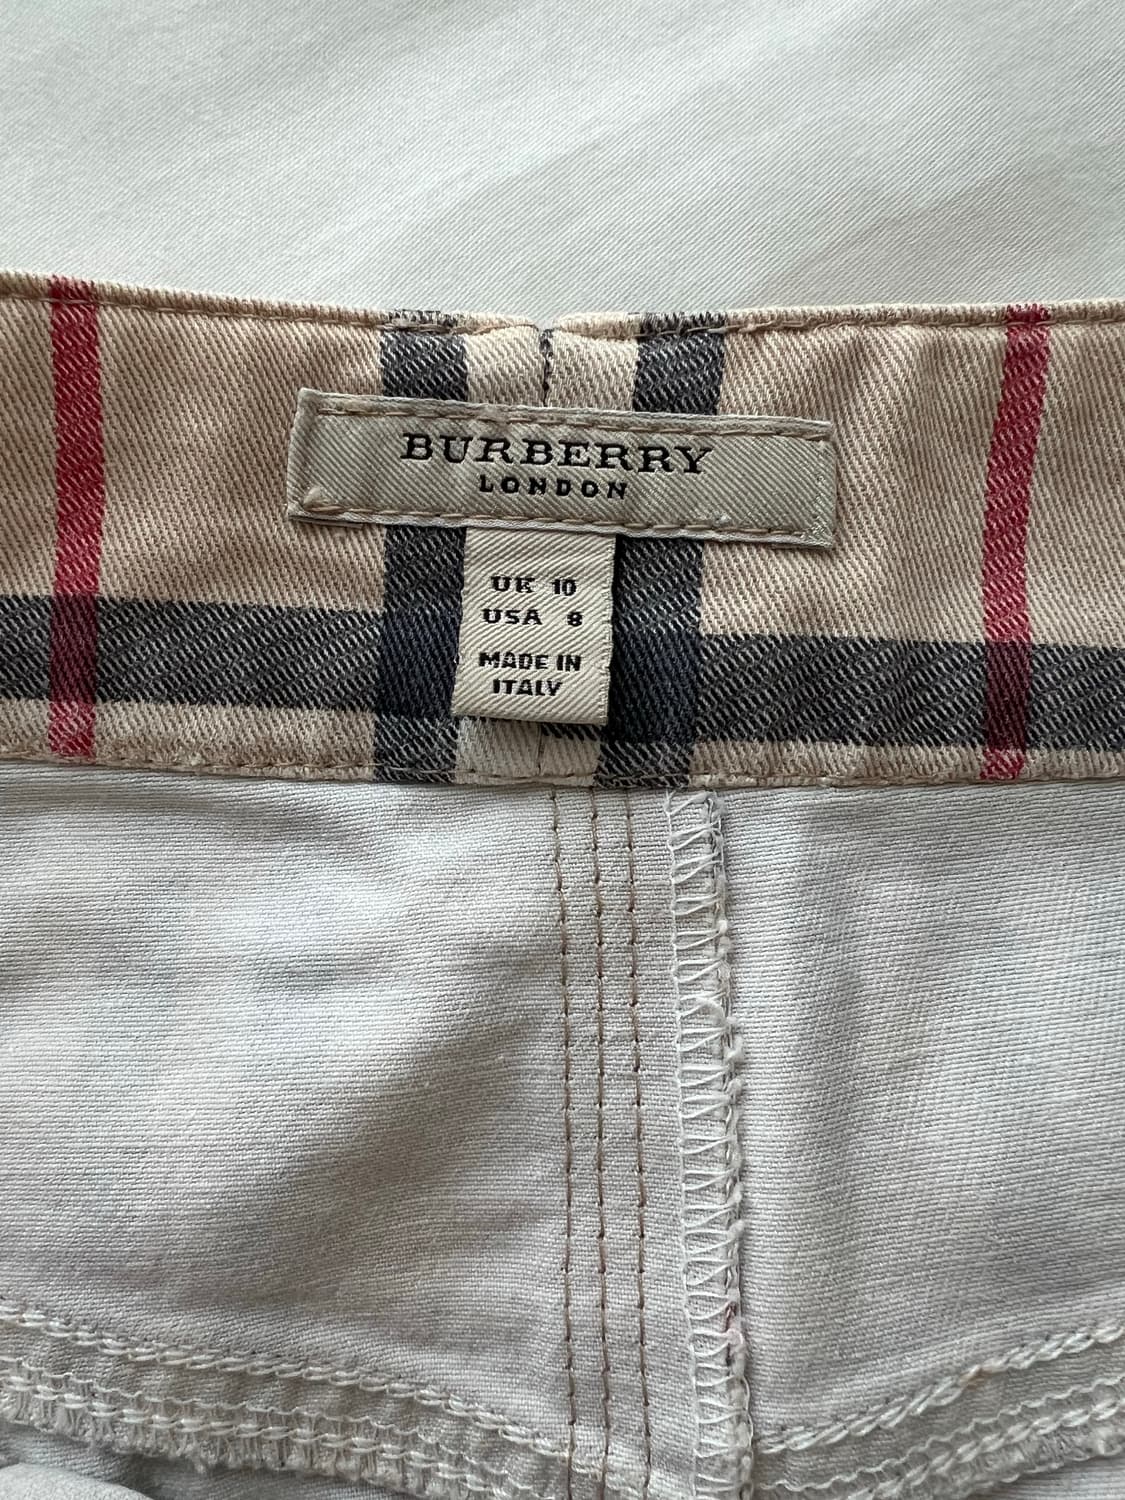 BURBERRY
LONDON
UK 10
USA 8
MADE IN
ITALY